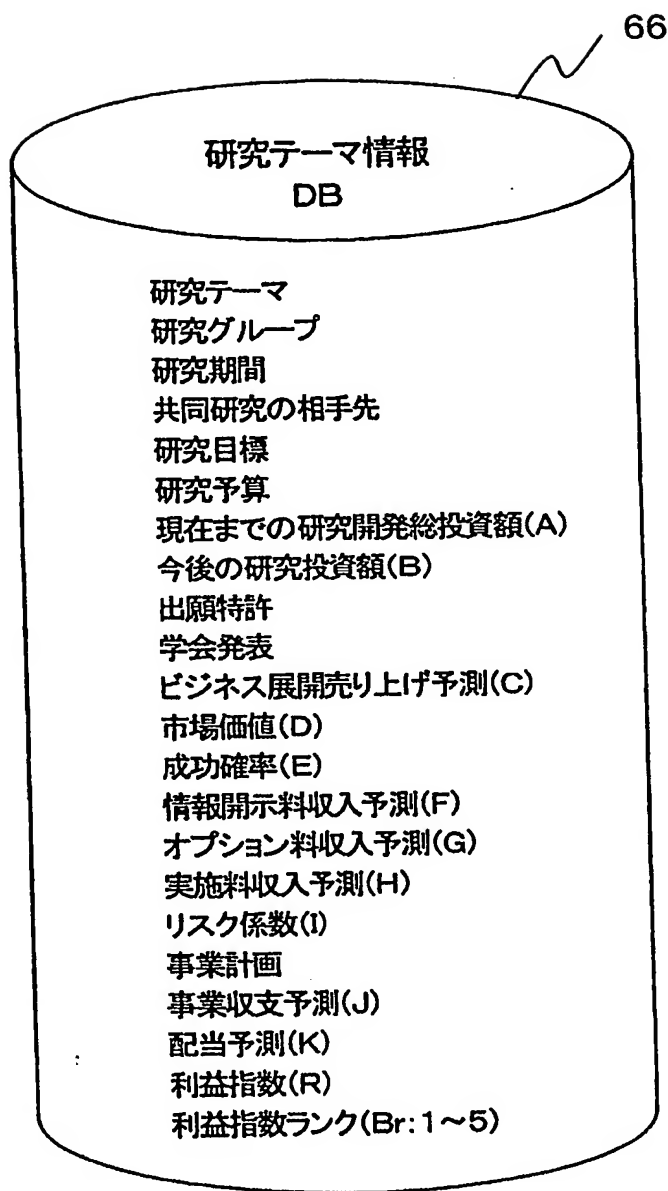 66
研究テーマ情報
DB
研究テーマ
研究グループ
研究期間
共同研究の相手先
研究目標
研究予算
現在までの研究開発総投資額(A)
今後の研究投資額(B)
出願特許
学会発表
ビジネス展開売り上げ予測(C)
市場価値(D)
成功確率(E)
情報開示料収入予測(F)
オプション料収入予測(G)
実施料収入予測(H)
リスク係数(I)
事業計画
事業収支予測(J)
配当予測(K)
利益指数(R)
利益指数ランク(Br:1～5)